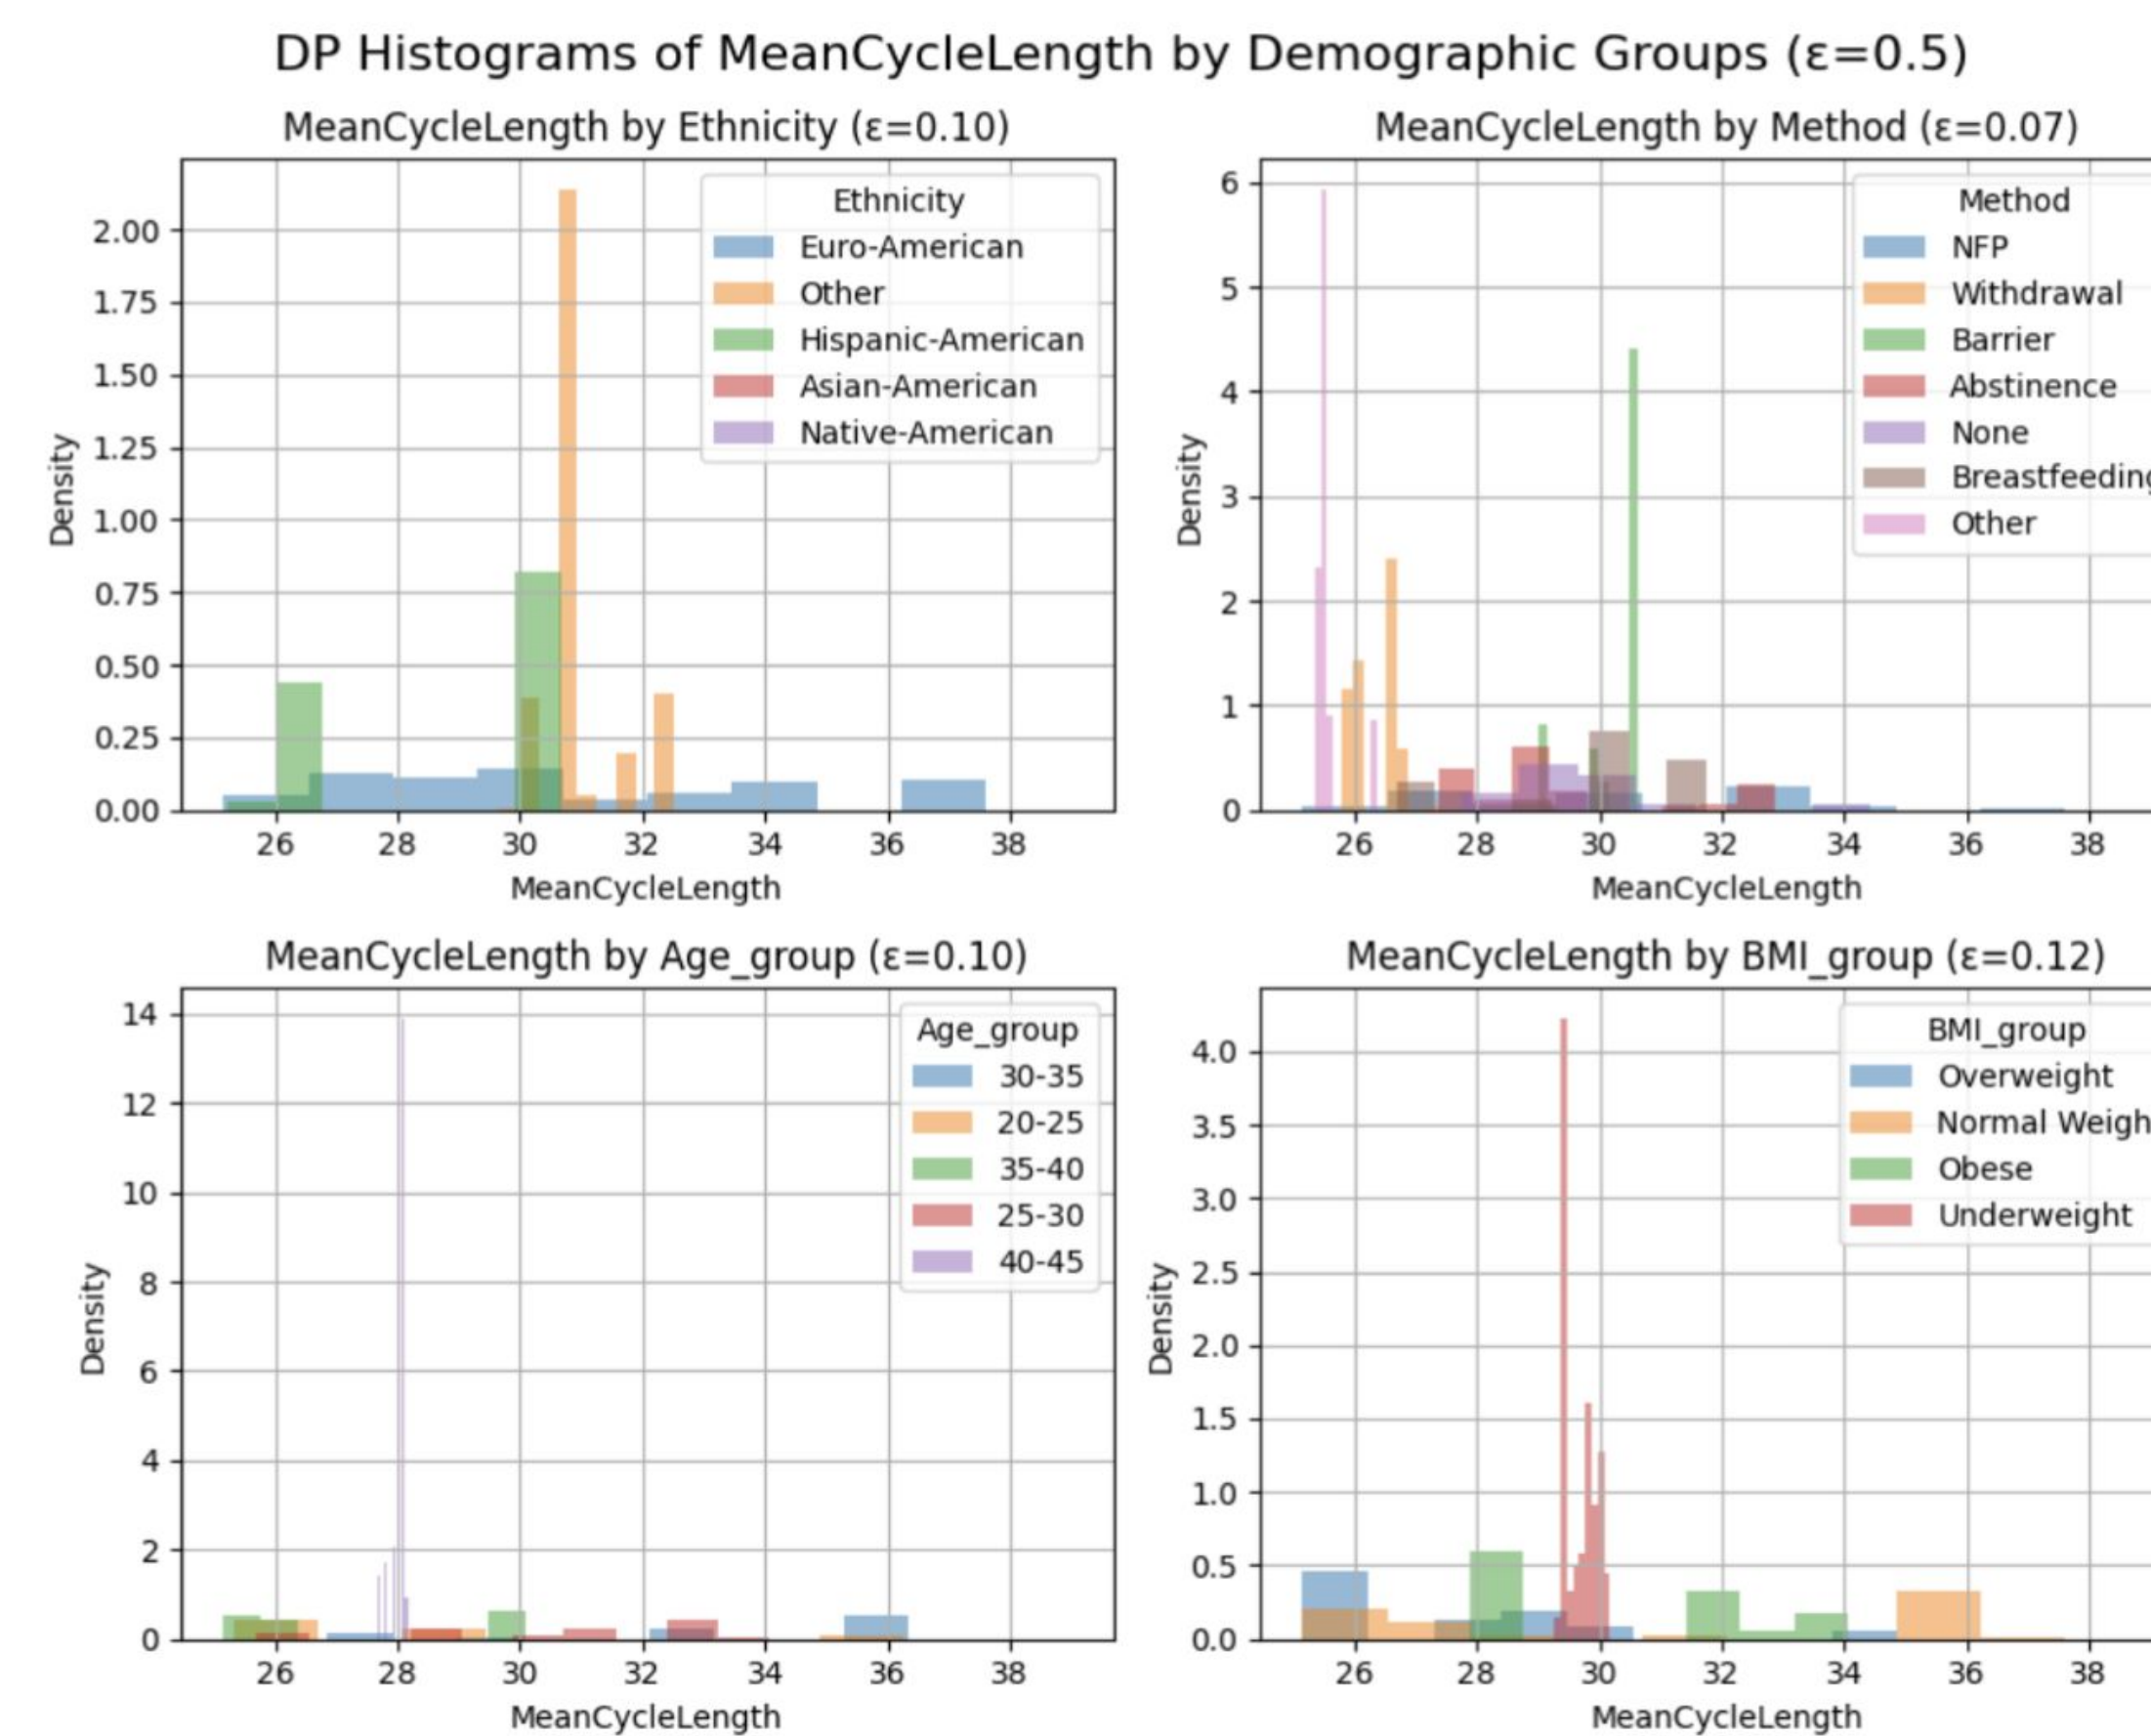 DP Histograms of MeanCycleLength by Demographic Groups (ε=0.5)
MeanCycleLength by Ethnicity (ε=0.10)
Density
2.00
1.75
1.50
1.25
1.00
0.75
0.50
0.25
0.00
Ethnicity
Euro-American
Other
Hispanic-American
Asian-American
Native-American
26 28 30 32 34 36 38
MeanCycleLength
MeanCycleLength by Method (ε=0.07)
Density
6
5
4
3
2
1
0
Method
NFP
Withdrawal
Barrier
Abstinence
None
Breastfeeding
Other
26 28 30 32 34 36 38
MeanCycleLength
MeanCycleLength by Age_group (ε=0.10)
Density
14
12
10
8
6
4
2
0
Age_group
30-35
20-25
35-40
25-30
40-45
26 28 30 32 34 36 38
MeanCycleLength
MeanCycleLength by BMI_group (ε=0.12)
Density
4.0
3.5
3.0
2.5
2.0
1.5
1.0
0.5
0.0
BMI_group
Overweight
Normal Weigh
Obese
Underweight
26 28 30 32 34 36 38
MeanCycleLength